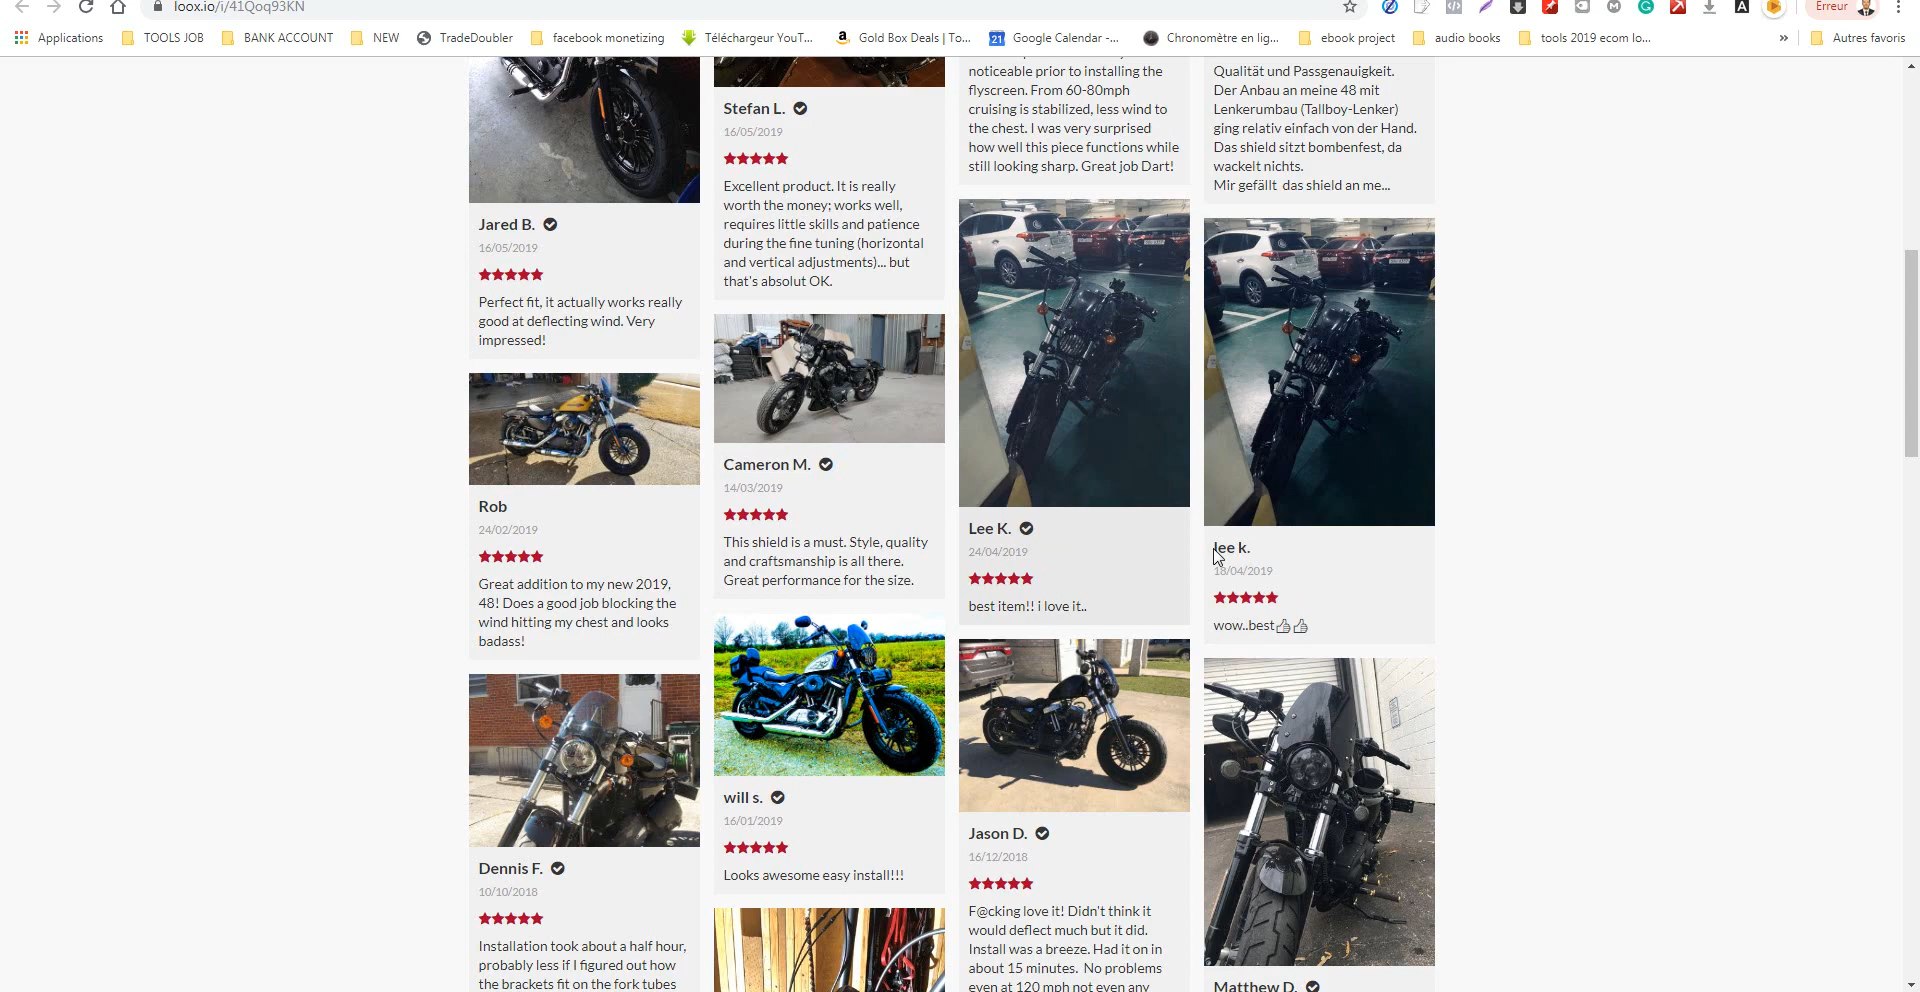 loox.io/i/41Qoq93KN
Erreur
Applications
TOOLS JOB
BANK ACCOUNT
NEW
TradeDoubler
facebook monetizing
Téléchargeur YouT...
Gold Box Deals | To...
Google Calendar -...
Chronomètre en lig...
ebook project
audio books
tools 2019 ecom lo...
»
Autres favoris
Jared B.
16/05/2019
Perfect fit, it actually works really
good at deflecting wind. Very
impressed!
Rob
24/02/2019
Great addition to my new 2019,
48! Does a good job blocking the
wind hitting my chest and looks
badass!
Dennis F.
10/10/2018
Installation took about a half hour,
probably less if I figured out how
the brackets fit on the fork tubes
Stefan L.
16/05/2019
Excellent product. It is really
worth the money; works well,
requires little skills and patience
during the fine tuning (horizontal
and vertical adjustments)... but
that's absolut OK.
Cameron M.
14/03/2019
This shield is a must. Style, quality
and craftsmanship is all there.
Great performance for the size.
will s.
16/01/2019
Looks awesome easy install!!!
noticeable prior to installing the
flyscreen. From 60-80mph
cruising is stabilized, less wind to
the chest. I was very surprised
how well this piece functions while
still looking sharp. Great job Dart!
Lee K.
24/04/2019
best item!! i love it..
Jason D.
16/12/2018
F@cking love it! Didn't think it
would deflect much but it did.
Install was a breeze. Had it on in
about 15 minutes. No problems
even at 120 mph not even any
Qualität und Passgenauigkeit.
Der Anbau an meine 48 mit
Lenkerumbau (Tallboy-Lenker)
ging relativ einfach von der Hand.
Das shield sitzt bombenfest, da
wackelt nichts.
Mir gefällt das shield an me...
lee k.
18/04/2019
wow..best👍👍
Matthew D.